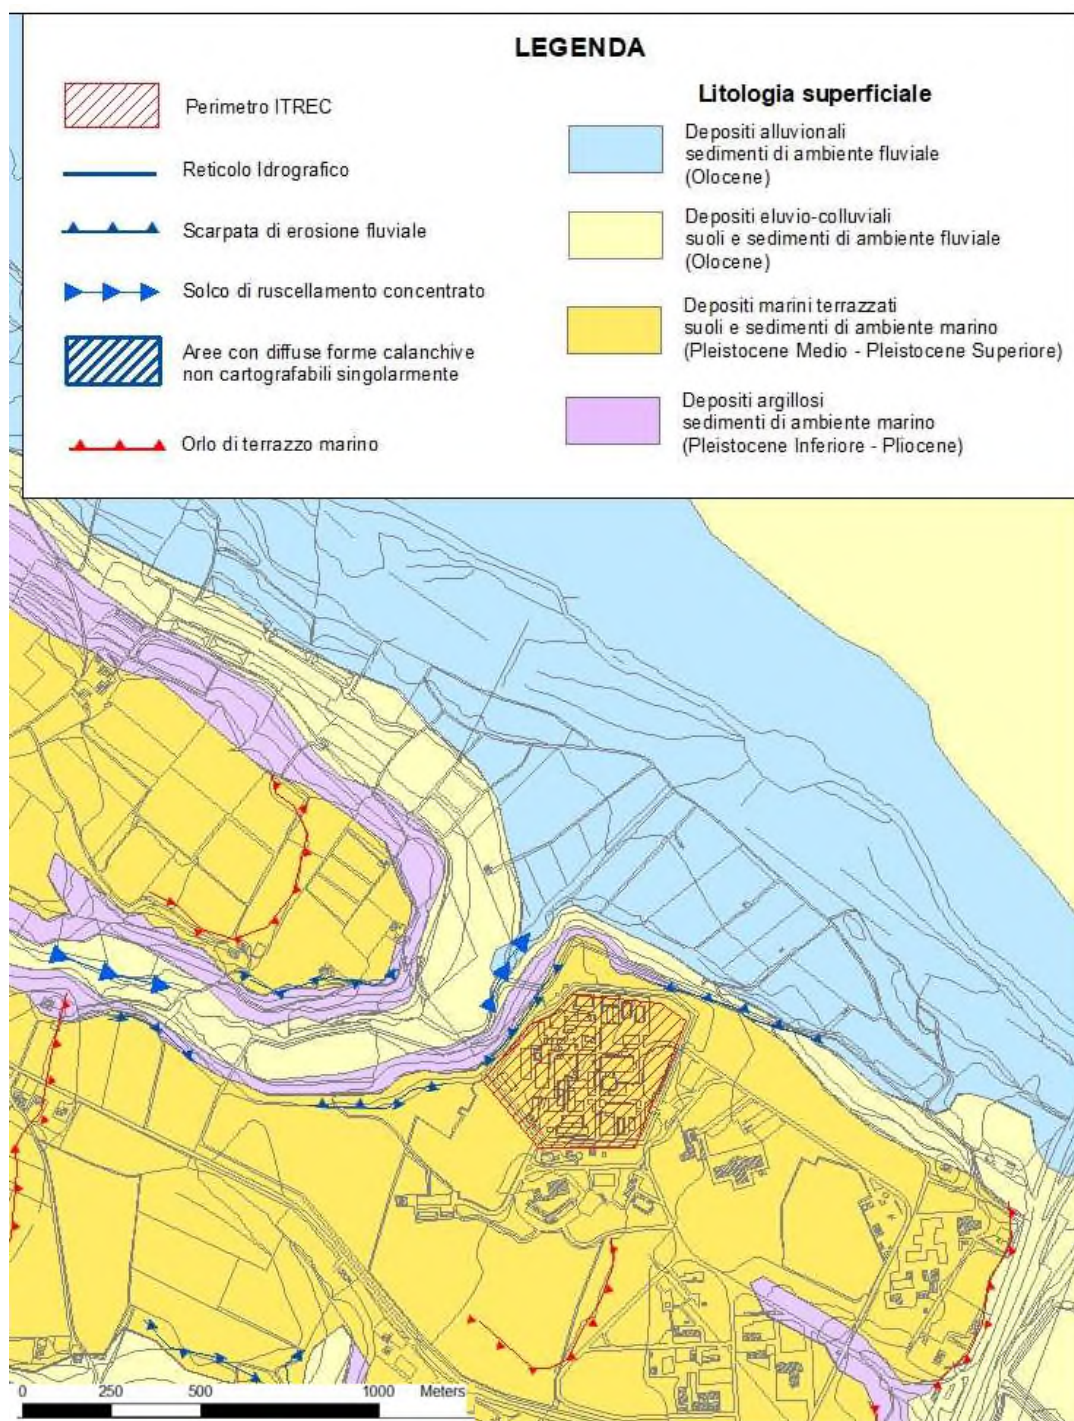 LEGENDA
Perimetro ITREC
Reticolo Idrografico
Scarpata di erosione fluviale
Solco di ruscellamento concentrato
Aree con diffuse forme calanchive
non cartografabili singolarmente
Orlo di terrazzo marino
Litologia superficiale
Depositi alluvionali
sedimenti di ambiente fluviale
(Olocene)
Depositi eluvio-colluviali
suoli e sedimenti di ambiente fluviale
(Olocene)
Depositi marini terrazzati
suoli e sedimenti di ambiente marino
(Pleistocene Medio - Pleistocene Superiore)
Depositi argillosi
sedimenti di ambiente marino
(Pleistocene Inferiore - Pliocene)
0 250 500 1000 Meters